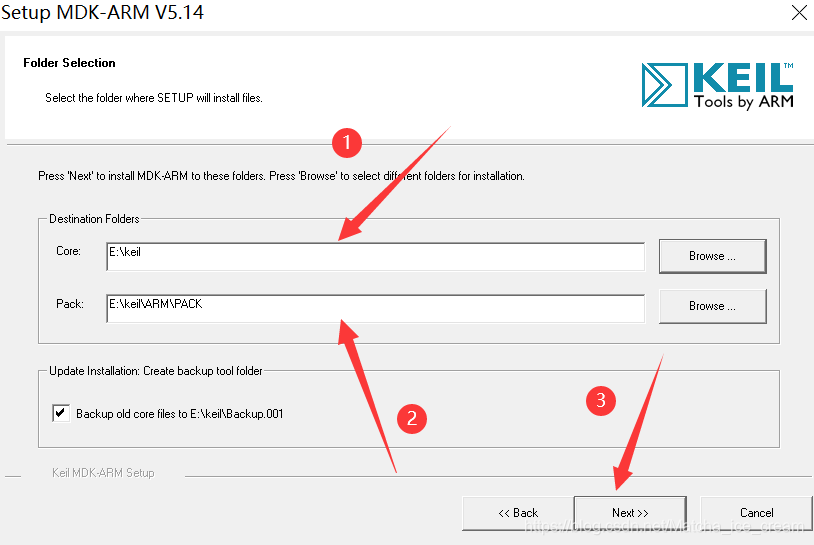 Setup MDK-ARM V5.14
Folder Selection
Select the folder where SETUP will install files.
KEIL™
Tools by ARM
1
Press 'Next' to install MDK-ARM to these folders. Press 'Browse' to select different folders for installation.
Destination Folders
Core:
E:\keil
Browse ...
Pack:
E:\keil\ARM\PACK
Browse ...
Update Installation: Create backup tool folder
Backup old core files to E:\keil\Backup.001
2
3
Keil MDK-ARM Setup
<< Back
Next >>
Cancel
https://blog.csdn.net/Matcha_ice_cream